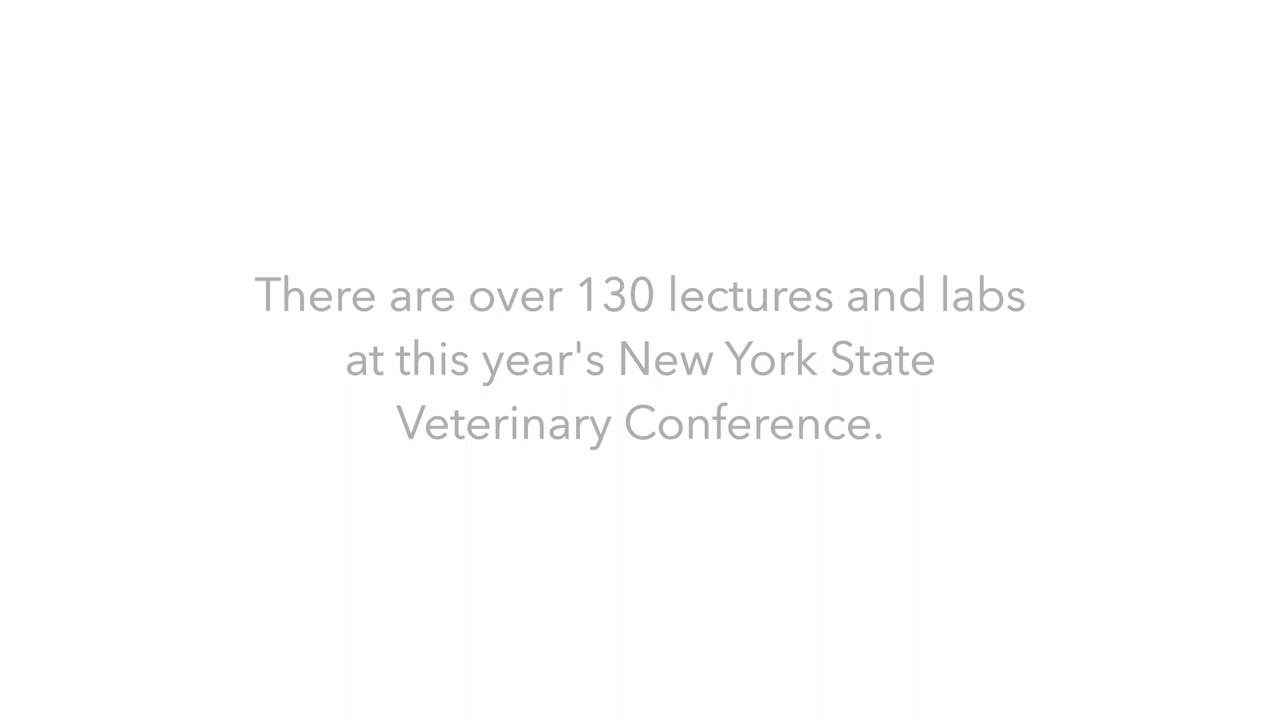 There are over 130 lectures and labs
at this year's New York State
Veterinary Conference.